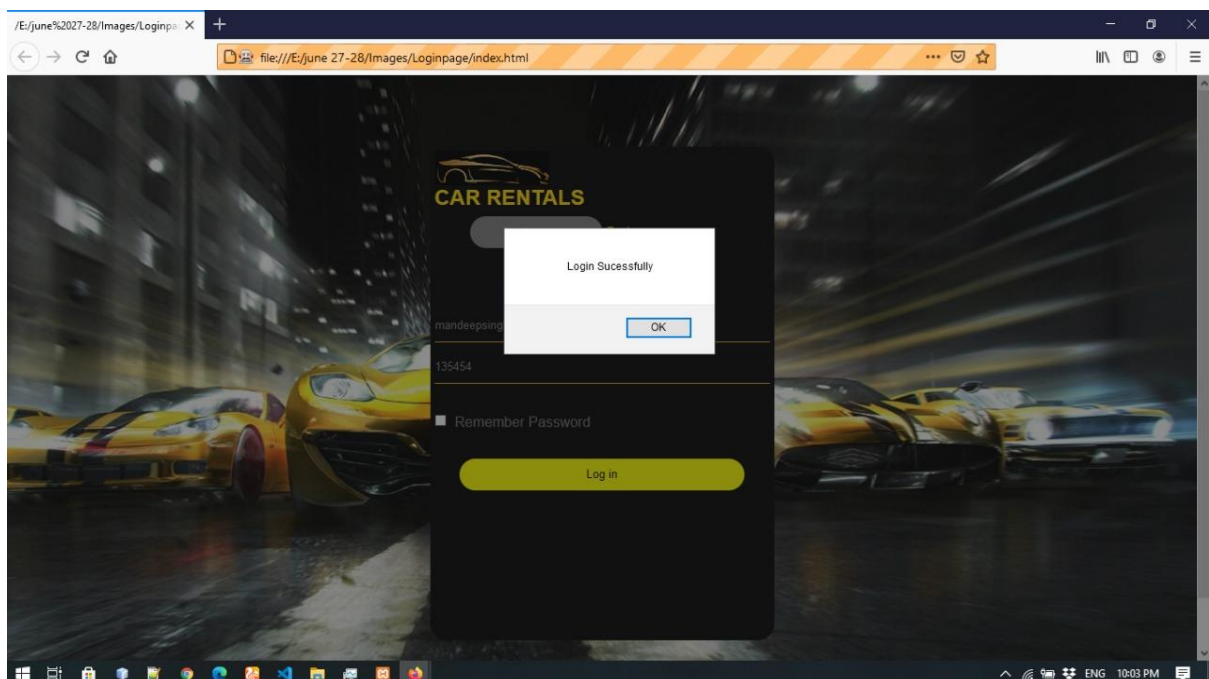 /E:/june%2027-28/Images/Loginpa
file:///E:/june 27-28/Images/Loginpage/index.html
CAR RENTALS
Login Sucessfully
OK
mandeepsing
135454
Remember Password
Log in
ENG 10:03 PM